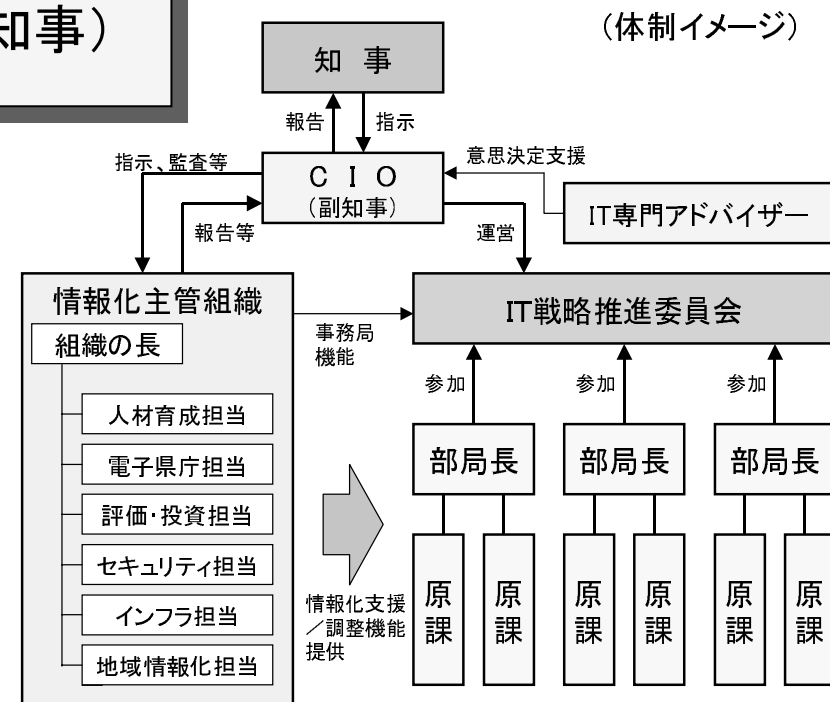 知事）
（体制イメージ）
知　事
報告
指示
指示、監査等
意思決定支援
Ｃ　Ｉ　Ｏ
（副知事）
IT専門アドバイザー
報告等
運営
情報化主管組織
IT戦略推進委員会
組織の長
事務局
機能
参加
参加
参加
人材育成担当
電子県庁担当
評価・投資担当
セキュリティ担当
インフラ担当
地域情報化担当
部局長
部局長
部局長
情報化支援
／調整機能
提供
原課
原課
原課
原課
原課
原課